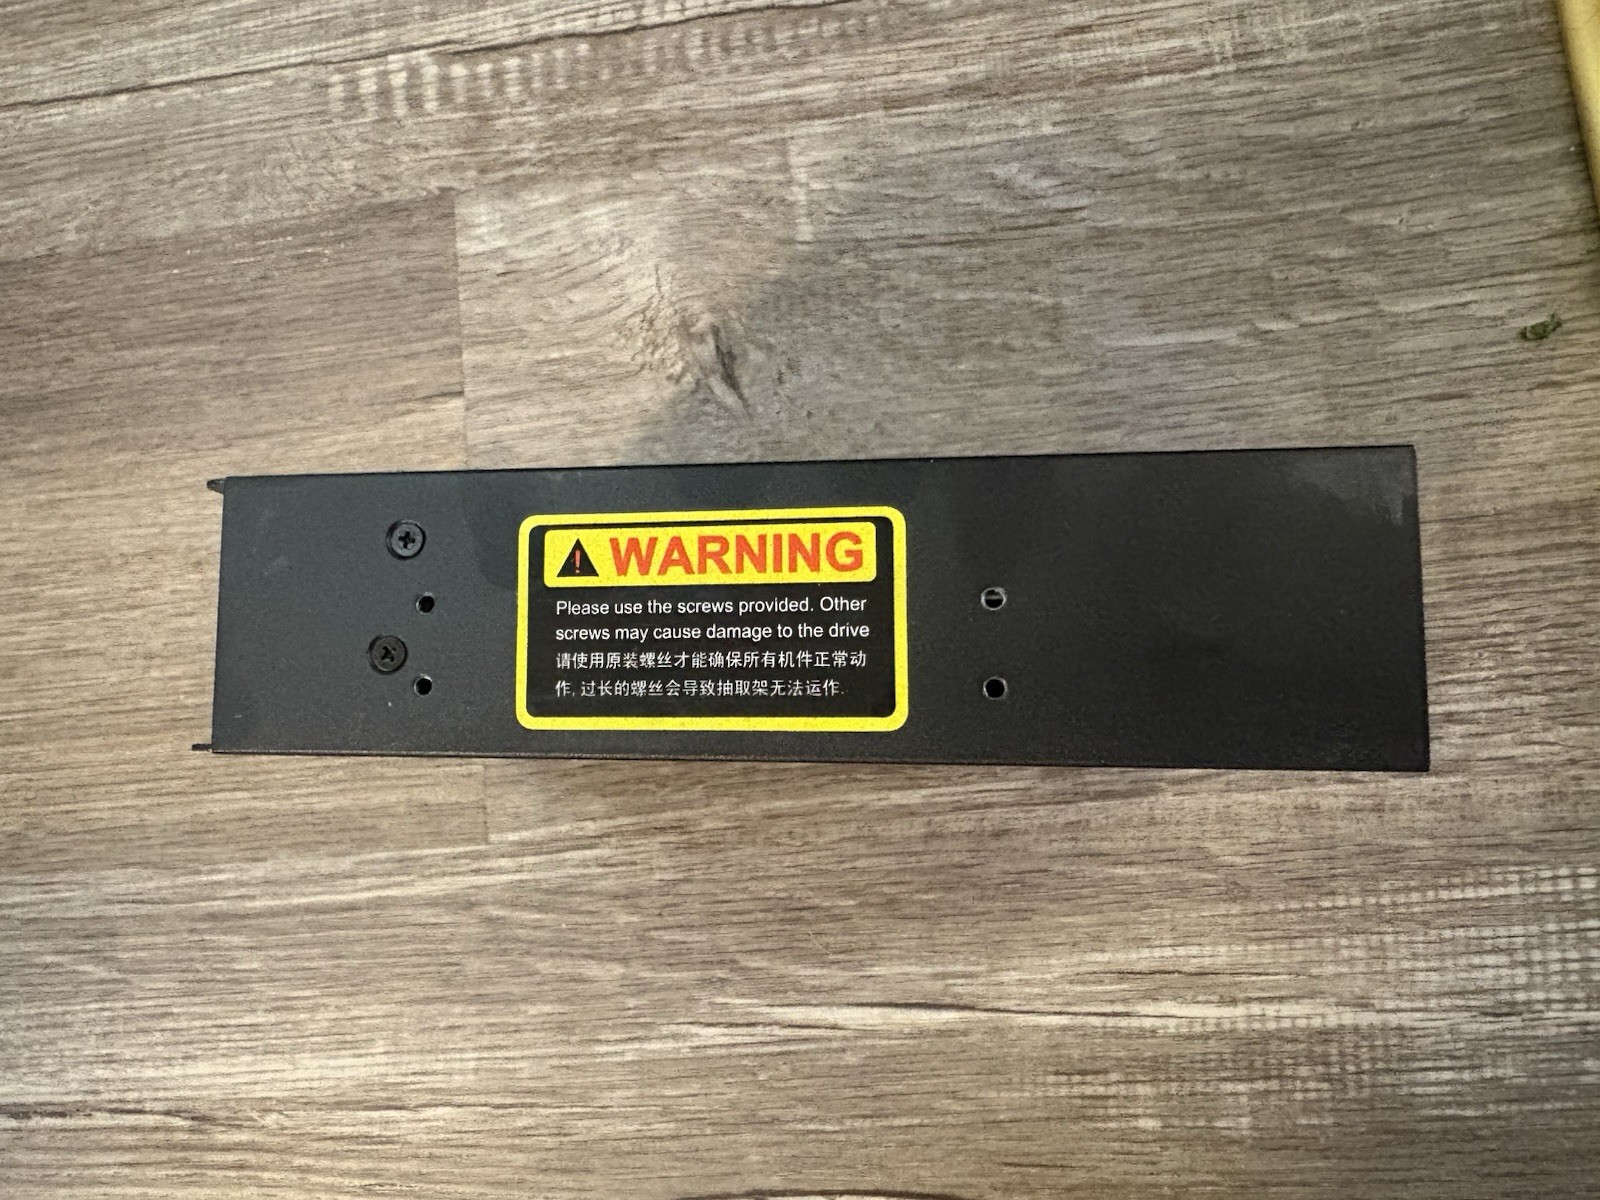 WARNING
Please use the screws provided. Other
screws may cause damage to the drive
请使用原装螺丝才能确保所有机件正常动
作, 过长的螺丝会导致抽取架无法运作.